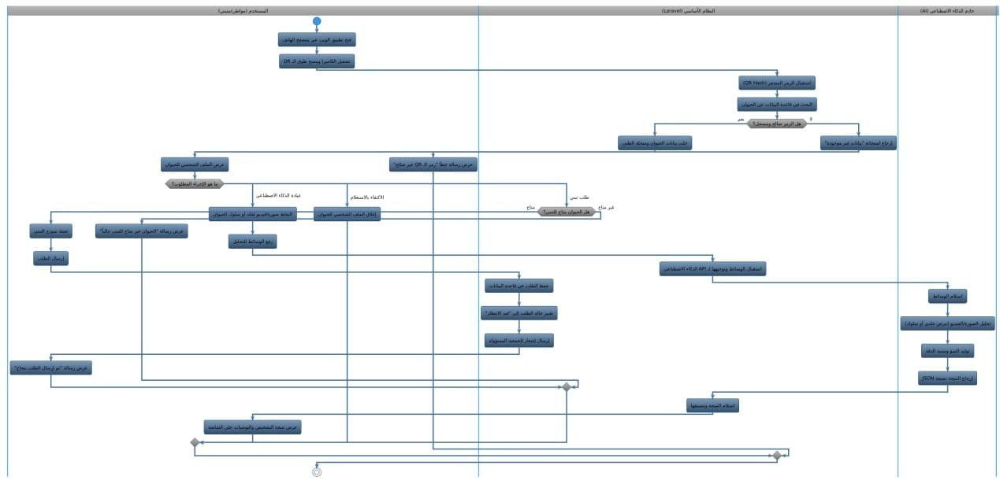 المستخدم (مواطن/متبني)
النظام الأساسي (Laravel)
خادم الذكاء الاصطناعي (AI)
فتح تطبيق الويب عبر متصفح الهاتف
تشغيل الكاميرا ومسح طوق الـ QR
استقبال الرمز المشفر (QR Hash)
البحث في قاعدة البيانات عن الحيوان
هل الرمز صالح ومسجل؟
نعم
لا
جلب بيانات الحيوان وسجله الطبي
إرجاع استجابة "بيانات غير موجودة"
عرض الملف الشخصي للحيوان
عرض رسالة خطأ "رمز الـ QR غير صالح"
ما هو الإجراء المطلوب؟
عيادة الذكاء الاصطناعي
الاكتفاء بالاستعلام
طلب تبني
التقاط صورة/فيديو لجلد أو سلوك الحيوان
إغلاق الملف الشخصي للحيوان
هل الحيوان متاح للتبني؟
متاح
غير متاح
تعبئة نموذج التبني
عرض رسالة "الحيوان غير متاح للتبني حالياً"
رفع الوسائط للتحليل
إرسال الطلب
استقبال الوسائط وتوجيهها لـ API الذكاء الاصطناعي
حفظ الطلب في قاعدة البيانات
استلام الوسائط
تغيير حالة الطلب إلى "قيد الانتظار"
تحليل الصورة/الفيديو (مرض جلدي أو سلوك)
إرسال إشعار للجمعية المسؤولة
توليد التنبؤ ونسبة الدقة
عرض رسالة "تم إرسال الطلب بنجاح"
إرجاع النتيجة بصيغة JSON
استلام النتيجة وتنسيقها
عرض نتيجة التشخيص والتوصيات على الشاشة